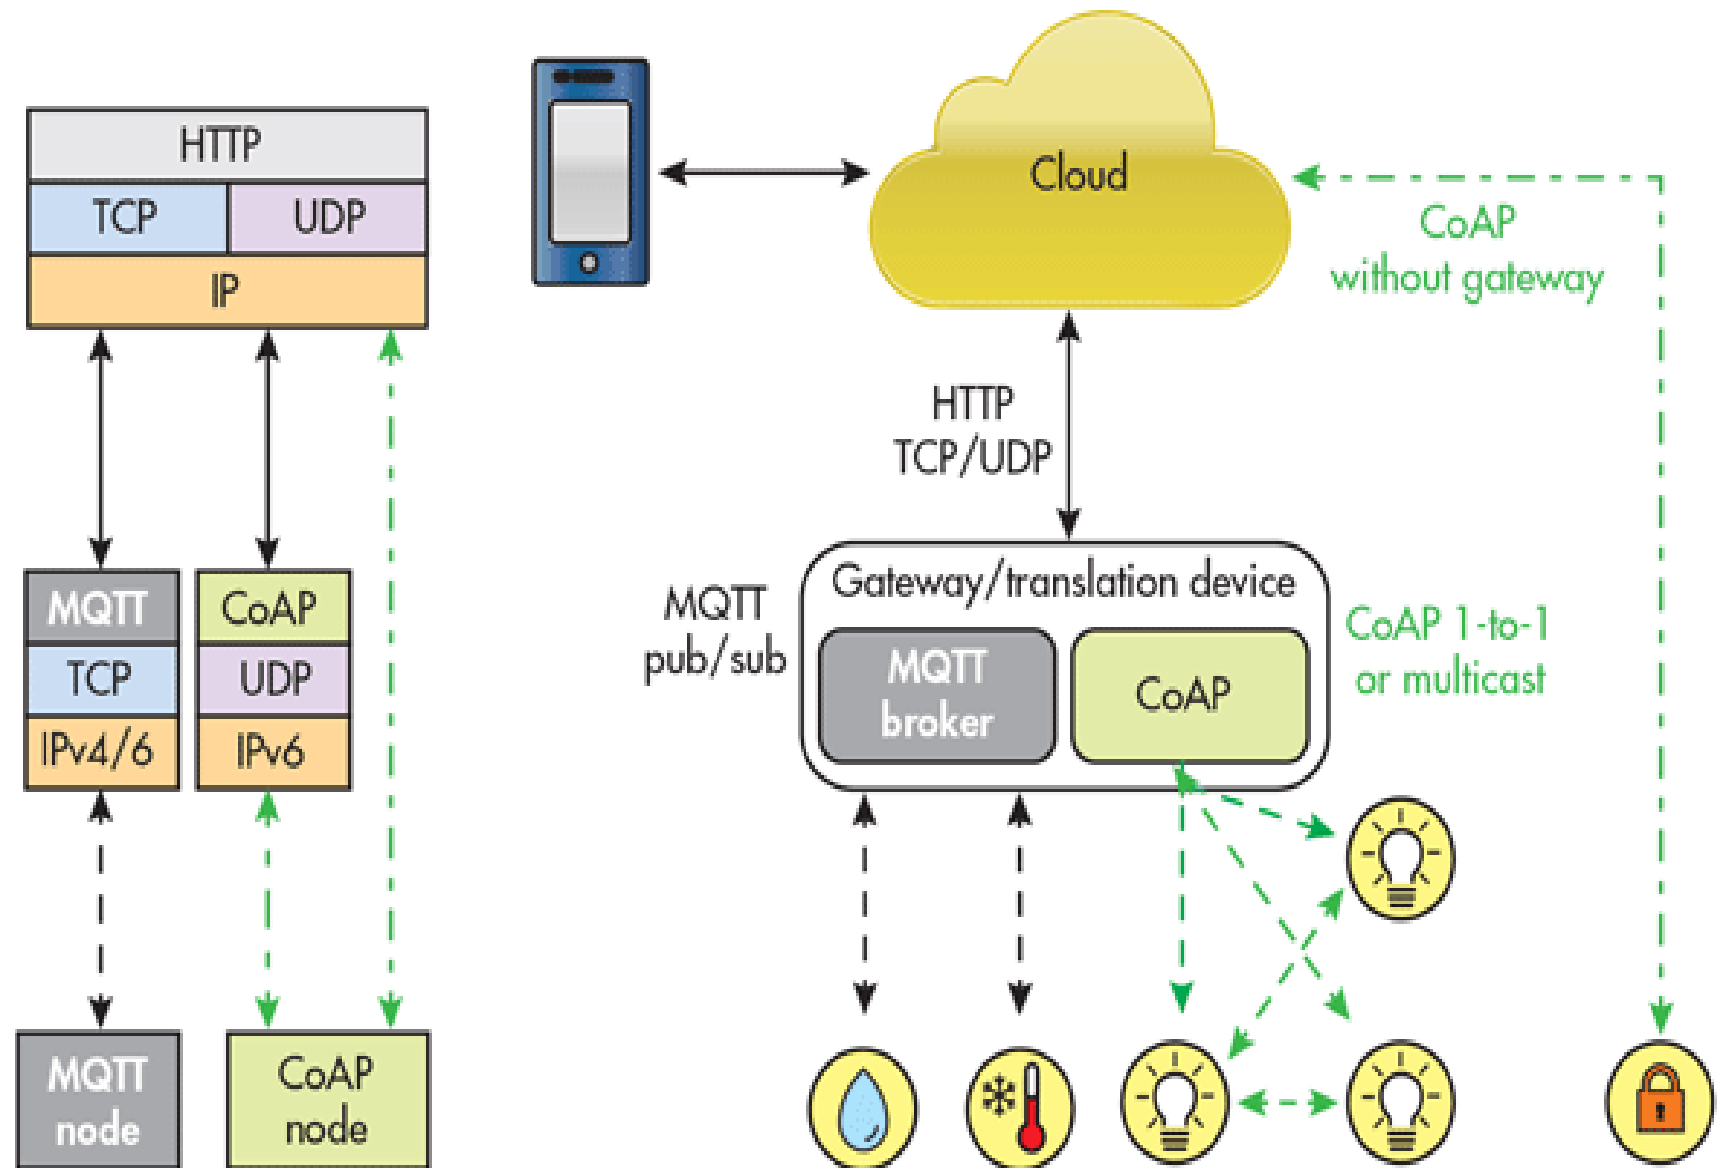 HTTP
TCP UDP
IP
MQTT
TCP
IPv4/6
CoAP
UDP
IPv6
MQTT
node
CoAP
node
Cloud
CoAP
without gateway
HTTP
TCP/UDP
MQTT
pub/sub
Gateway/translation device
MQTT
broker
CoAP
CoAP 1-to-1
or multicast